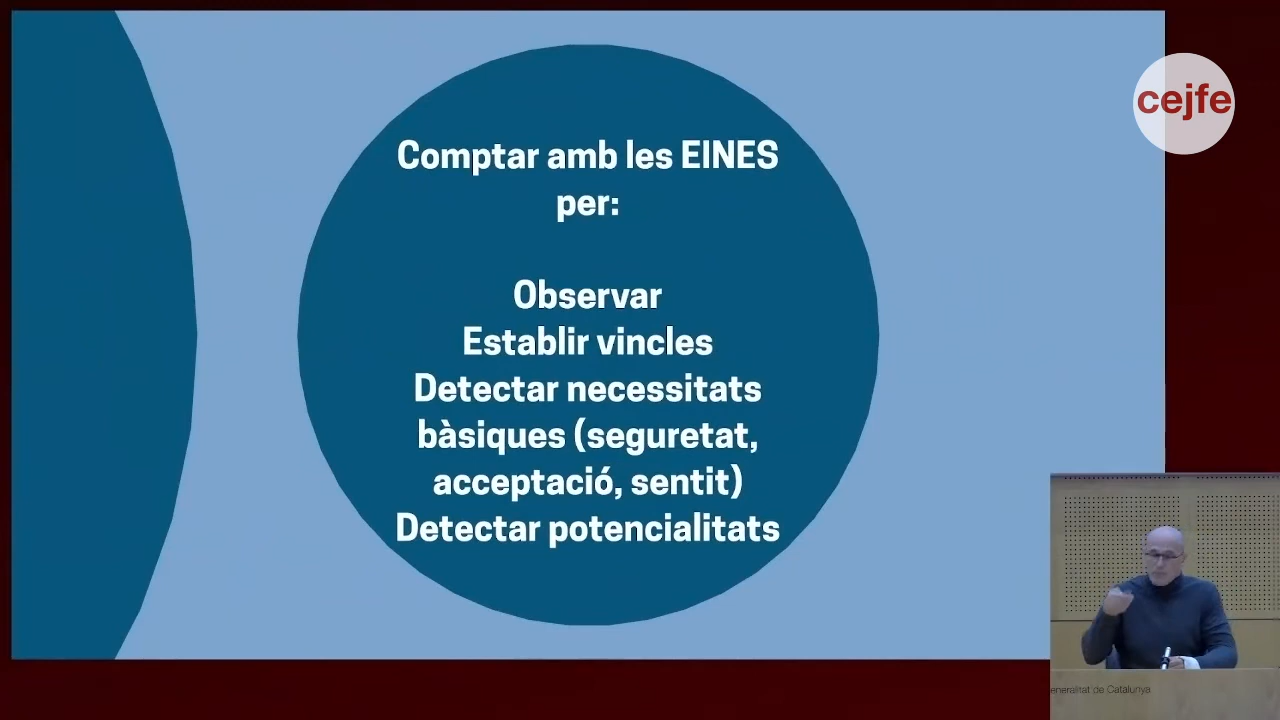 cejfe
Comptar amb les EINES
per:
Observar
Establir vincles
Detectar necessitats
bàsiques (seguretat,
acceptació, sentit)
Detectar potencialitats
eneralitat de Catalunya